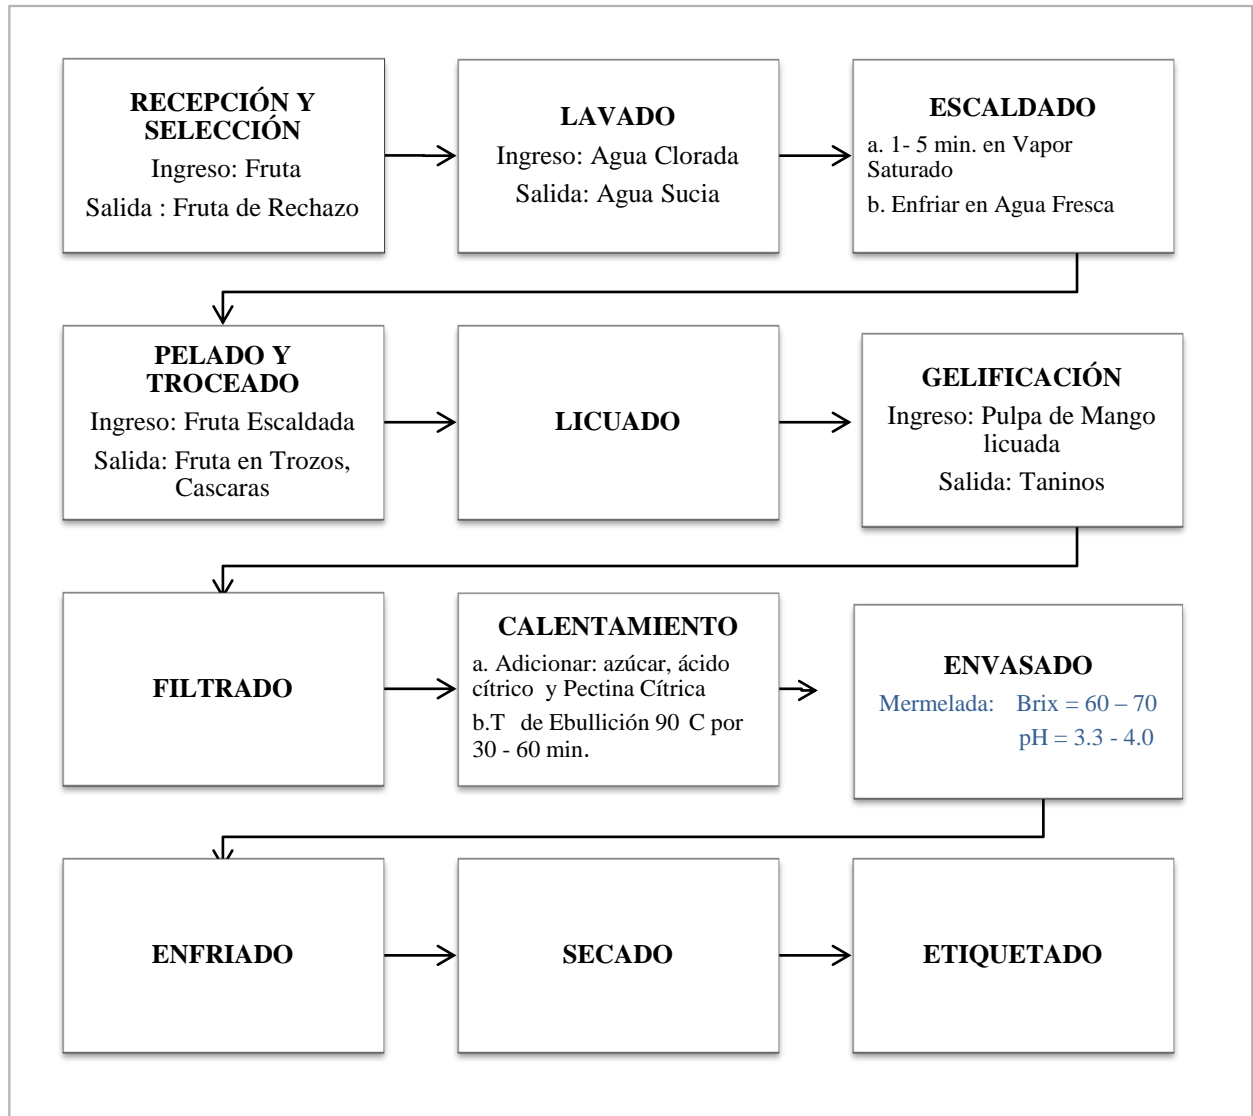 RECEPCIÓN Y
SELECCIÓN
Ingreso: Fruta
Salida : Fruta de Rechazo
LAVADO
Ingreso: Agua Clorada
Salida: Agua Sucia
ESCALDADO
a. 1- 5 min. en Vapor
Saturado
b. Enfriar en Agua Fresca
PELADO Y
TROCEADO
Ingreso: Fruta Escaldada
Salida: Fruta en Trozos,
Cascaras
LICUADO
GELIFICACIÓN
Ingreso: Pulpa de Mango
licuada
Salida: Taninos
FILTRADO
CALENTAMIENTO
a. Adicionar: azúcar, ácido
cítrico y Pectina Cítrica
b.T de Ebullición 90 C por
30 - 60 min.
ENVASADO
Mermelada: Brix = 60 – 70
pH = 3.3 - 4.0
ENFRIADO
SECADO
ETIQUETADO